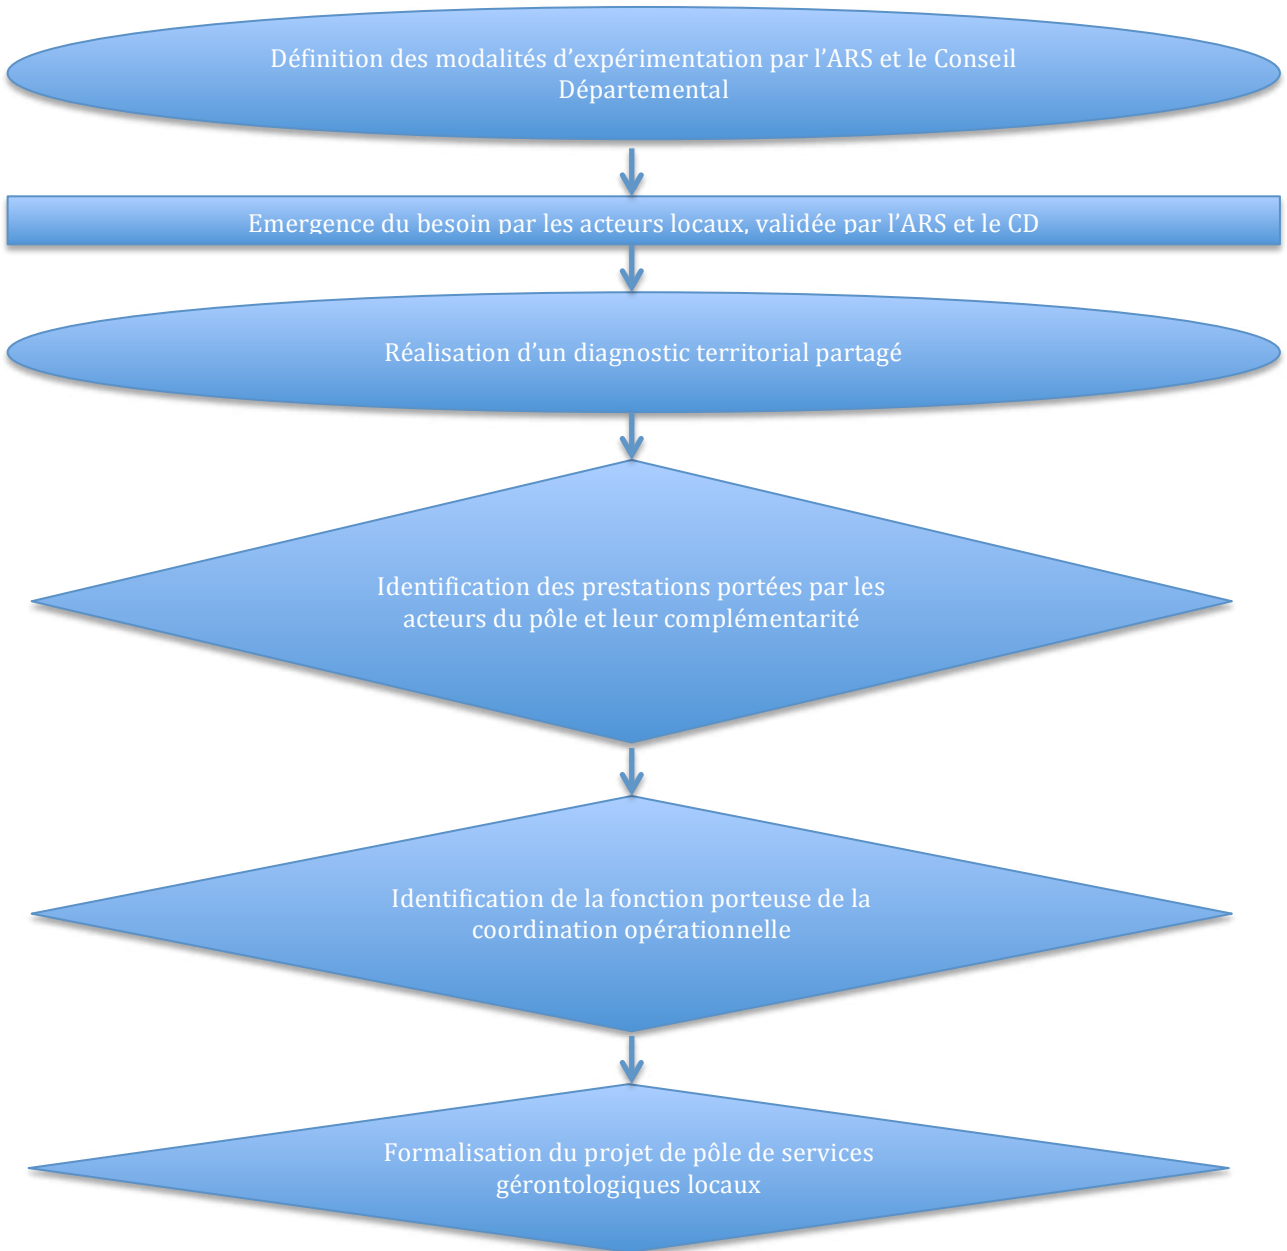 Définition des modalités d’expérimentation par l’ARS et le Conseil
Départemental
Emergence du besoin par les acteurs locaux, validée par l’ARS et le CD
Réalisation d’un diagnostic territorial partagé
Identification des prestations portées par les
acteurs du pôle et leur complémentarité
Identification de la fonction porteuse de la
coordination opérationnelle
Formalisation du projet de pôle de services
gérontologiques locaux